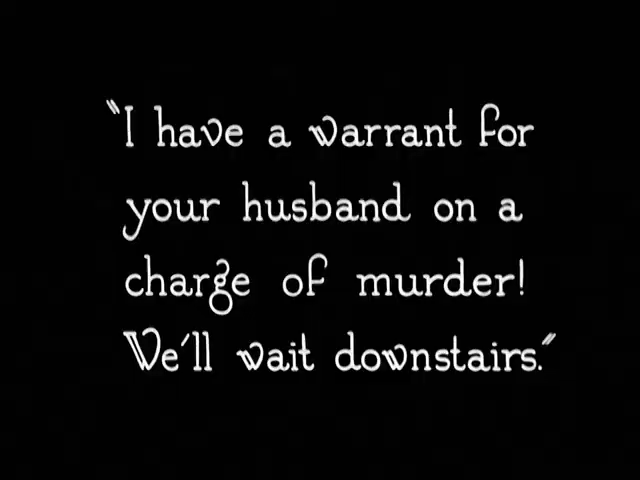 "I have a warrant for
your husband on a
charge of murder!
We'll wait downstairs."